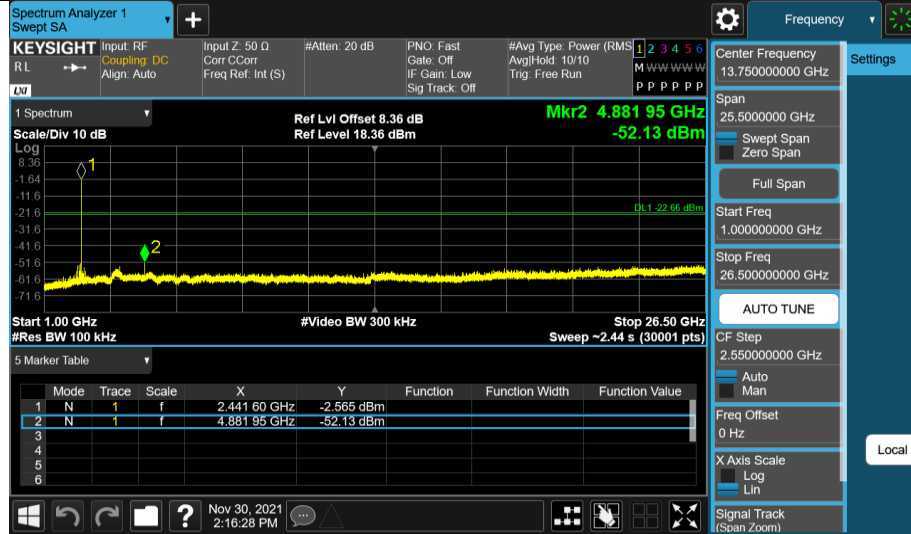 Spectrum Analyzer 1
Swept SA
Frequency
KEYSIGHT
RL
LXI
Input: RF
Coupling: DC
Align: Auto
Input Z: 50 Ω
Corr CCorr
Freq Ref: Int (S)
#Atten: 20 dB
PNO: Fast
Gate: Off
IF Gain: Low
Sig Track: Off
#Avg Type: Power (RMS
Avg|Hold: 10/10
Trig: Free Run
1 2 3 4 5 6
M W W W W W
P P P P P P
1 Spectrum
Scale/Div 10 dB
Ref Lvl Offset 8.36 dB
Ref Level 18.36 dBm
Mkr2 4.881 95 GHz
-52.13 dBm
Log
8.36
-1.64
-11.6
-21.6
-31.6
-41.6
-51.6
-61.6
-71.6
1
2
DL1 -22.66 dBm
Start 1.00 GHz
#Video BW 300 kHz
Stop 26.50 GHz
#Res BW 100 kHz
Sweep ~2.44 s (30001 pts)
5 Marker Table
Mode Trace Scale X Y Function Function Width Function Value
1 N 1 f 2.441 60 GHz -2.565 dBm
2 N 1 f 4.881 95 GHz -52.13 dBm
3
4
5
6
Nov 30, 2021
2:16:28 PM
Center Frequency
13.750000000 GHz
Span
25.5000000 GHz
Swept Span
Zero Span
Full Span
Start Freq
1.000000000 GHz
Stop Freq
26.500000000 GHz
AUTO TUNE
CF Step
2.550000000 GHz
Auto
Man
Freq Offset
0 Hz
X Axis Scale
Log
Lin
Signal Track
(Span Zoom)
Settings
Local